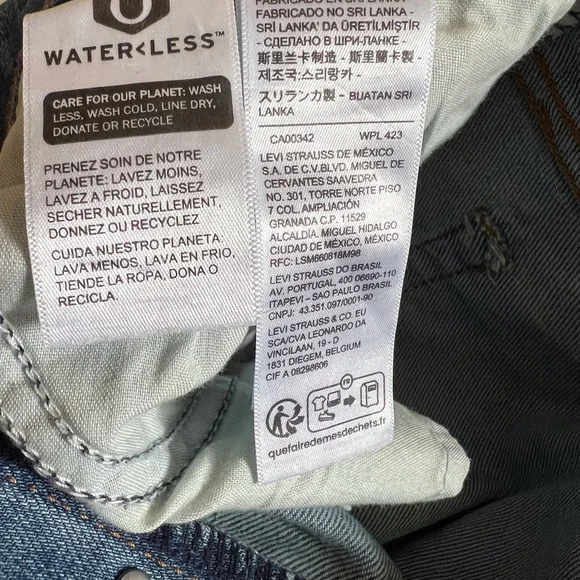 WATER<LESS™
CARE FOR OUR PLANET: WASH
LESS, WASH COLD, LINE DRY,
DONATE OR RECYCLE
PRENEZ SOIN DE NOTRE
PLANETE: LAVEZ MOINS,
LAVEZ A FROID, LAISSEZ
SECHER NATURELLEMENT,
DONNEZ OU RECYCLEZ
CUIDA NUESTRO PLANETA:
LAVA MENOS, LAVA EN FRIO,
TIENDE LA ROPA, DONA O
RECICLA.
FABRICADO EN SRI LANKA -
FABRICADO NO SRI LANKA -
SRİ LANKA' DA ÜRETİLMİŞTİR
- СДЕЛАНО В ШРИ-ЛАНКЕ -
斯里兰卡制造 - 斯里蘭卡製 -
제조국:스리랑카 -
スリランカ製 - BUATAN SRI
LANKA
CA00342 WPL 423
LEVI STRAUSS DE MÉXICO
S.A. DE C.V.BLVD. MIGUEL DE
CERVANTES SAAVEDRA
NO. 301, TORRE NORTE PISO
7 COL. AMPLIACIÓN
GRANADA C.P. 11529
ALCALDÍA. MIGUEL HIDALGO
CIUDAD DE MÉXICO, MÉXICO
RFC: LSM660818M98
LEVI STRAUSS DO BRASIL
AV. PORTUGAL, 400 06690-110
ITAPEVI – SAO PAULO BRASIL
CNPJ: 43.351.097/0001-90
LEVI STRAUSS & CO. EU
SCA/CVA LEONARDO DA
VINCILAAN, 19 - D
1831 DIEGEM, BELGIUM
CIF A 08298606
FR
quefairedemesdechets.fr